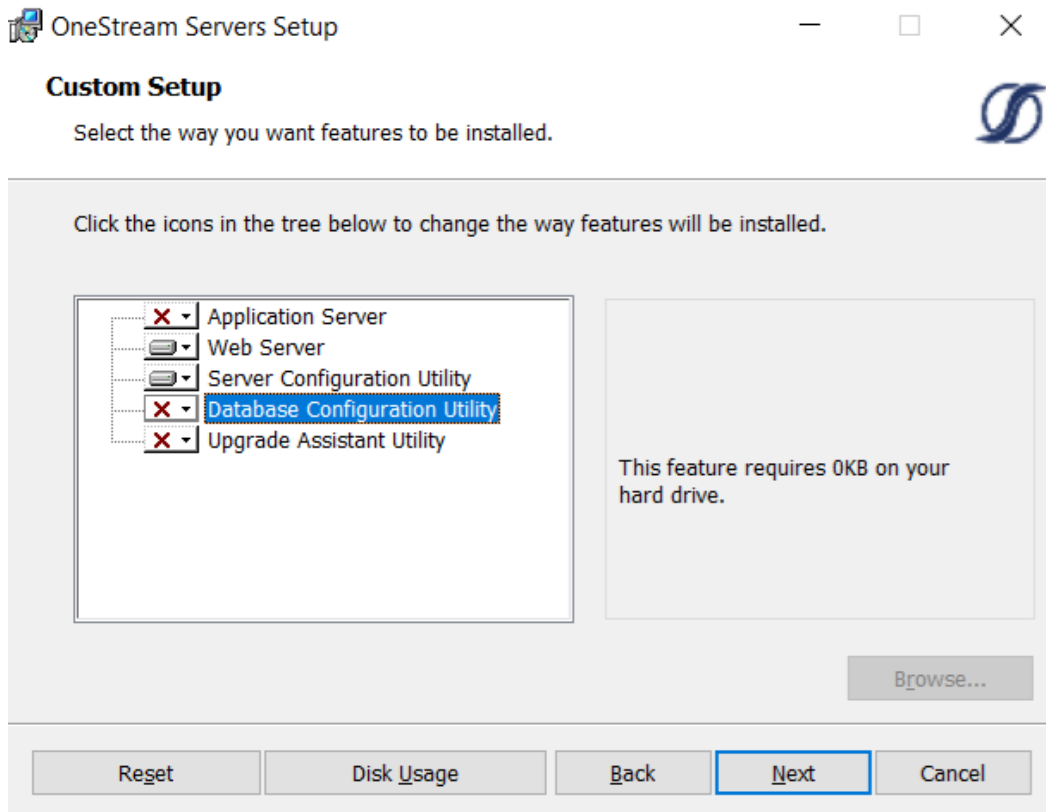 OneStream Servers Setup
Custom Setup
Select the way you want features to be installed.
Click the icons in the tree below to change the way features will be installed.
Application Server
Web Server
Server Configuration Utility
Database Configuration Utility
Upgrade Assistant Utility
This feature requires 0KB on your
hard drive.
Browse...
Reset
Disk Usage
Back
Next
Cancel